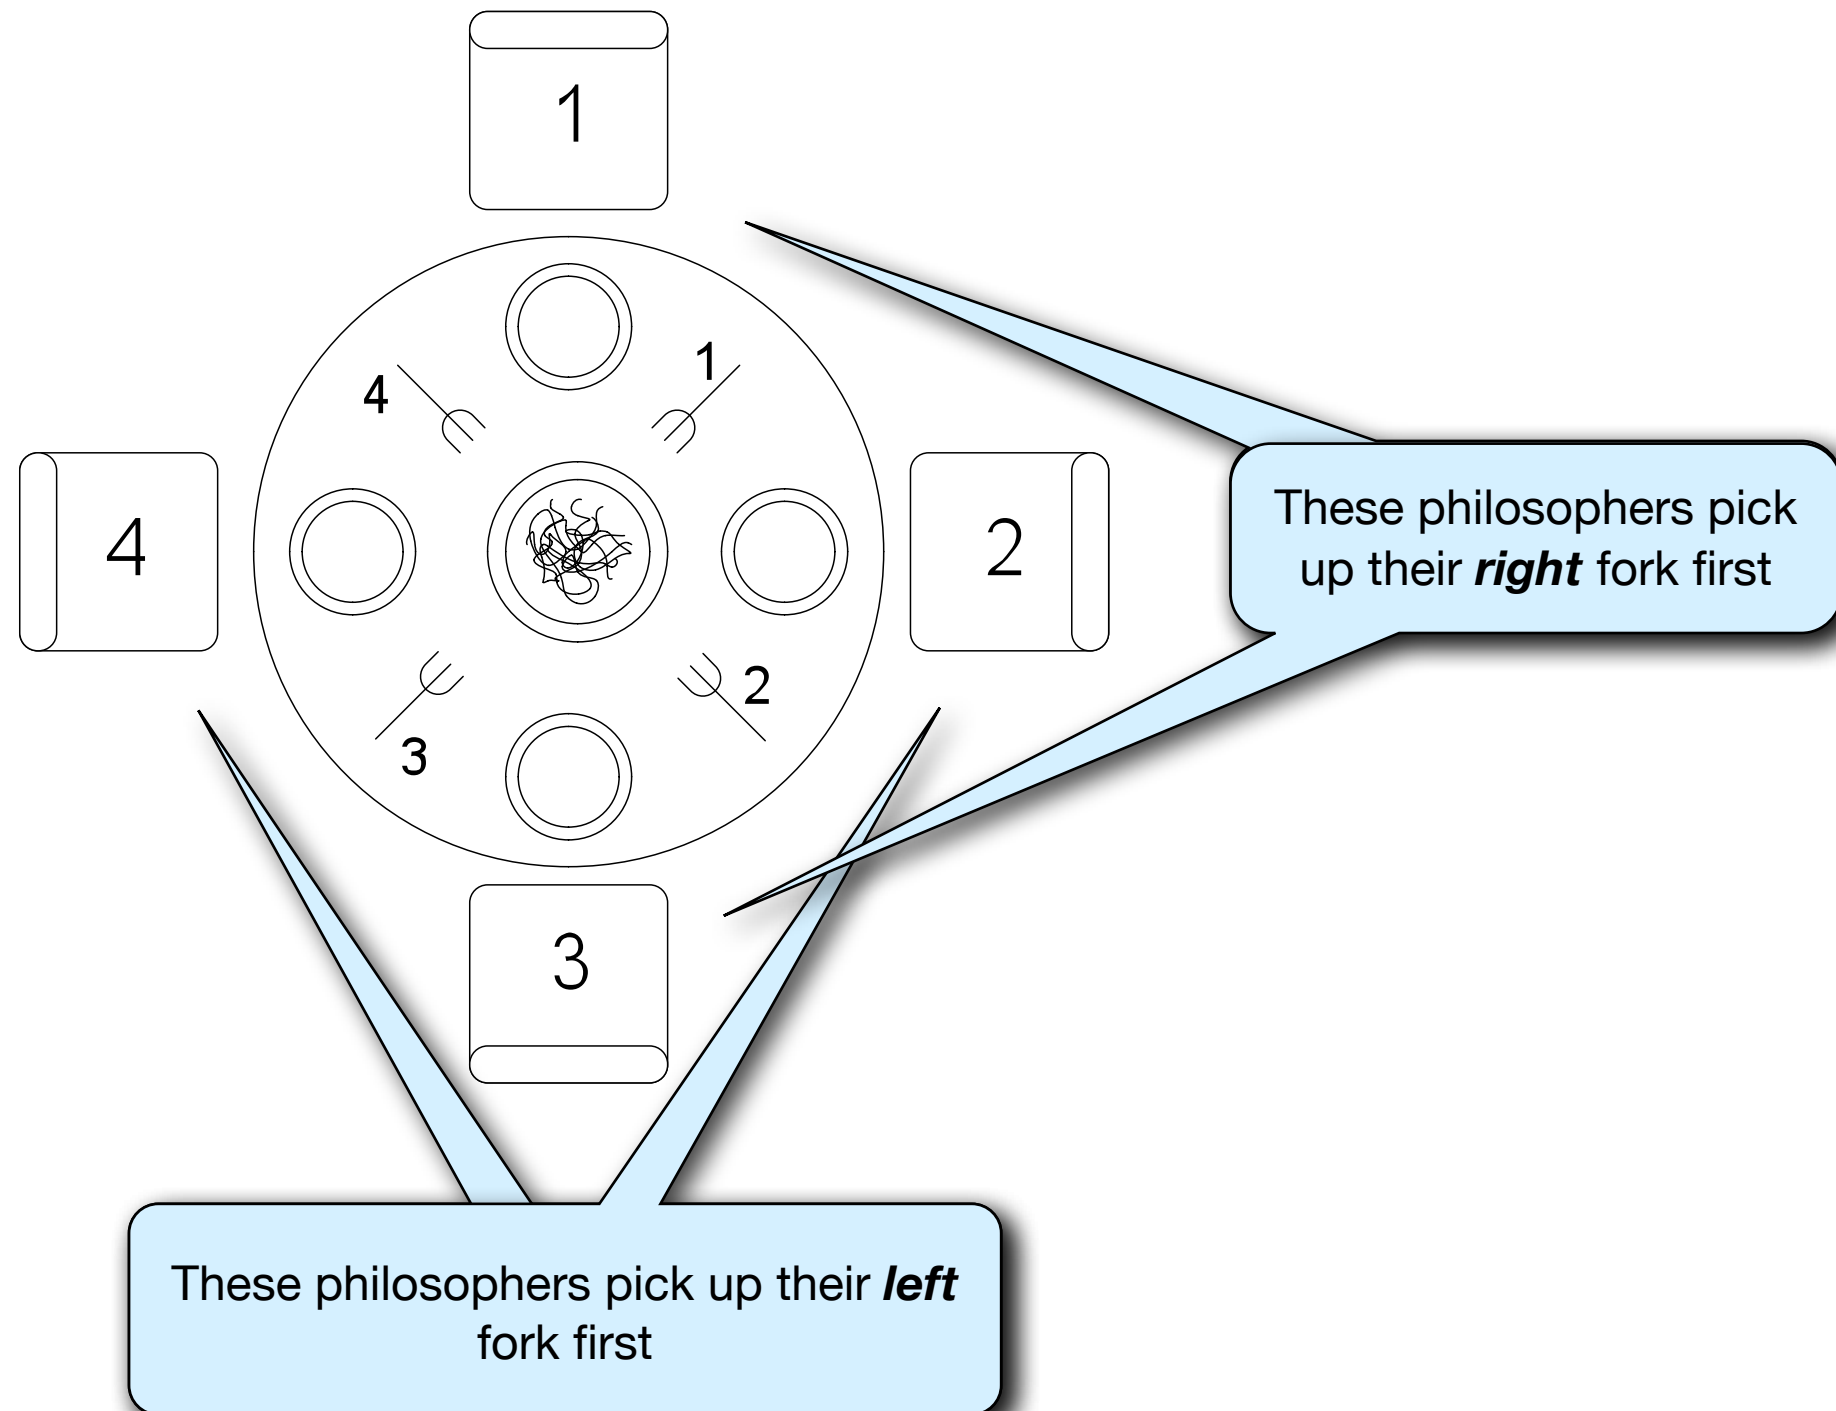 1
1
4
4
2
These philosophers pick
up their right fork first
2
3
3
These philosophers pick up their left
fork first